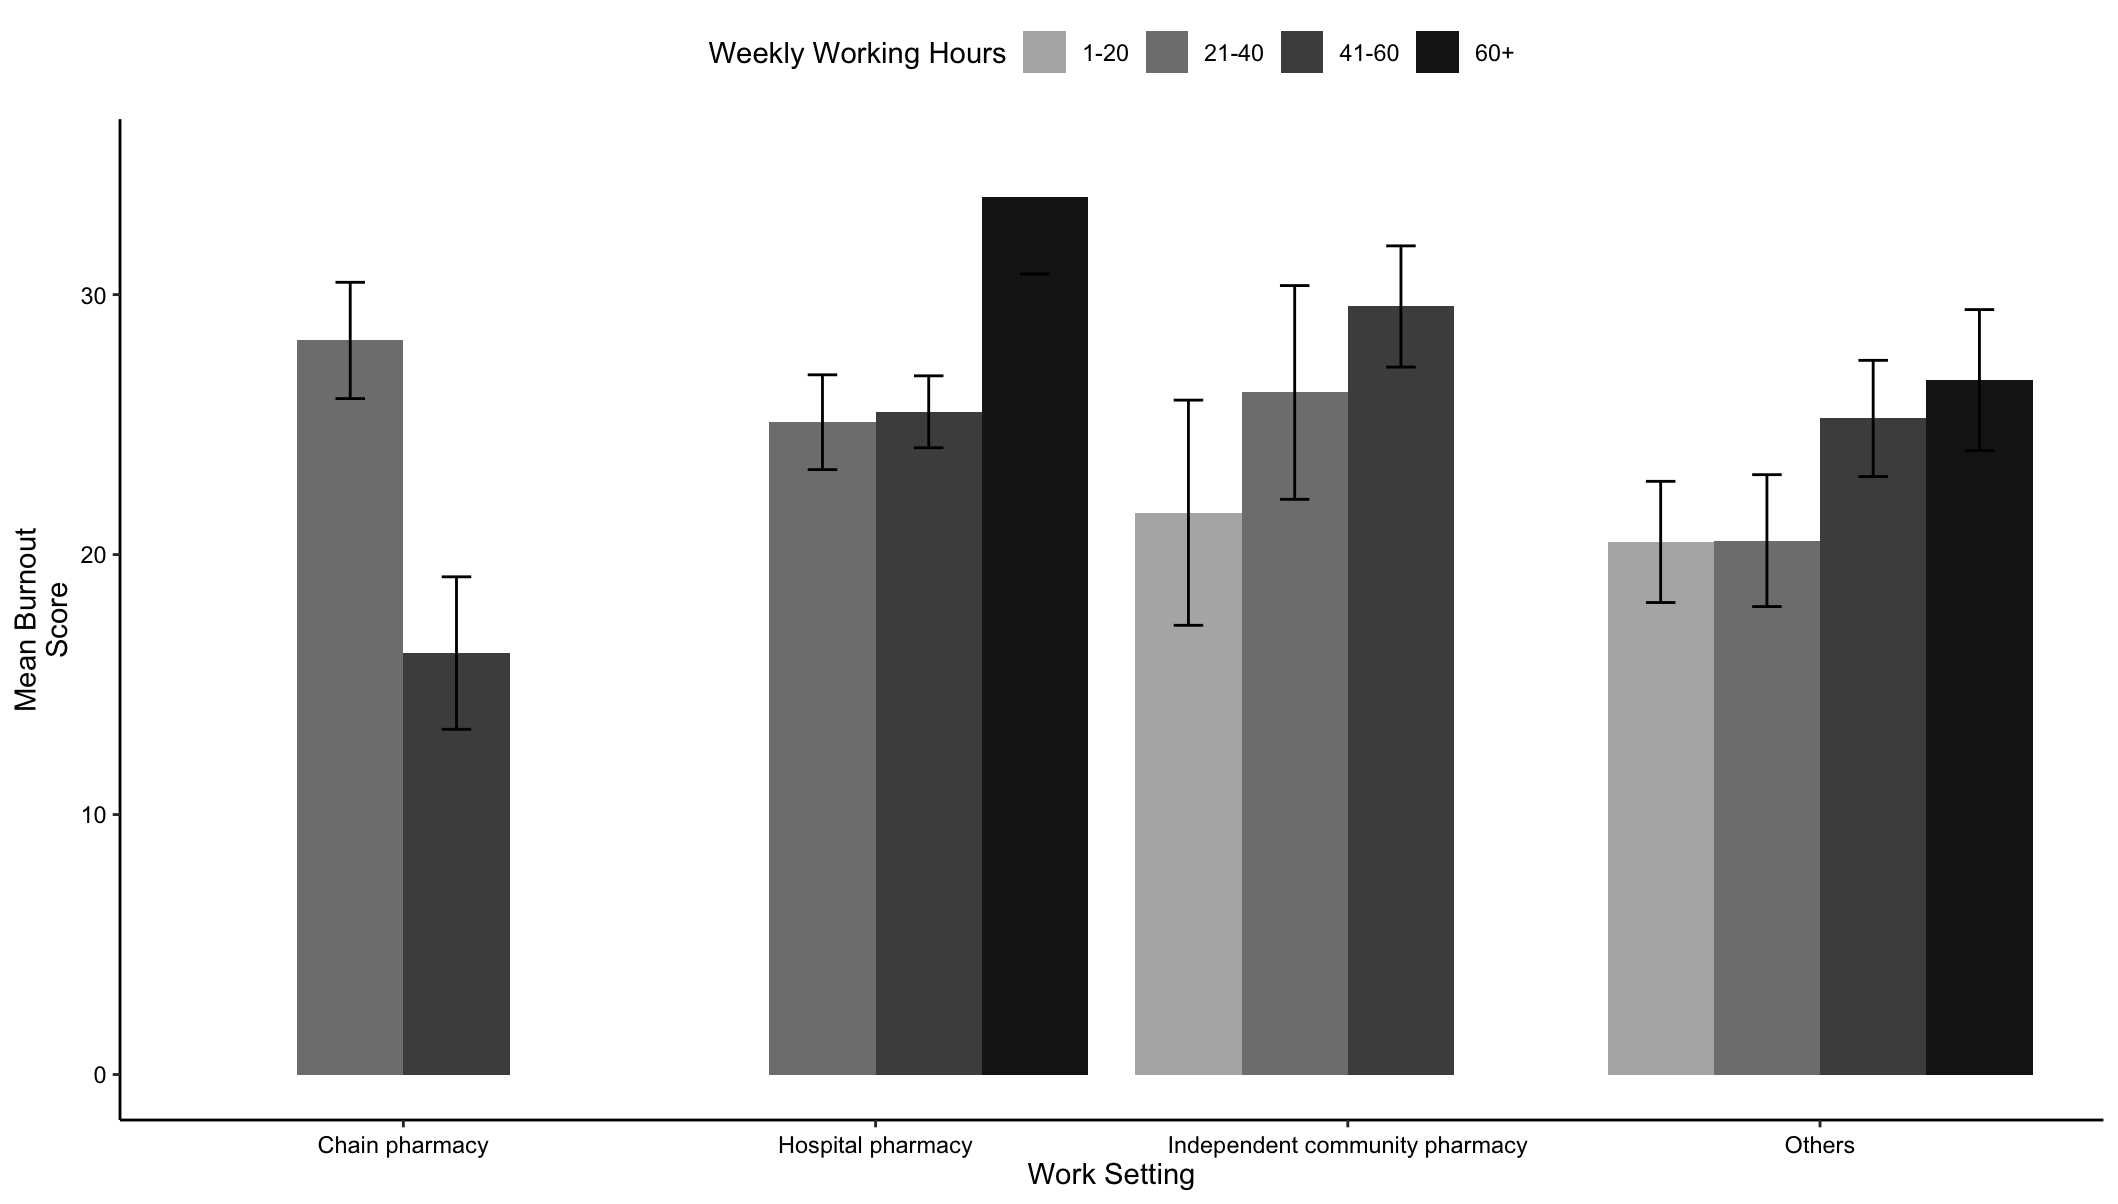 Weekly Working Hours 1-20 21-40 41-60 60+
Mean Burnout
Score
30
20
10
0
Chain pharmacy Hospital pharmacy Independent community pharmacy Others
Work Setting